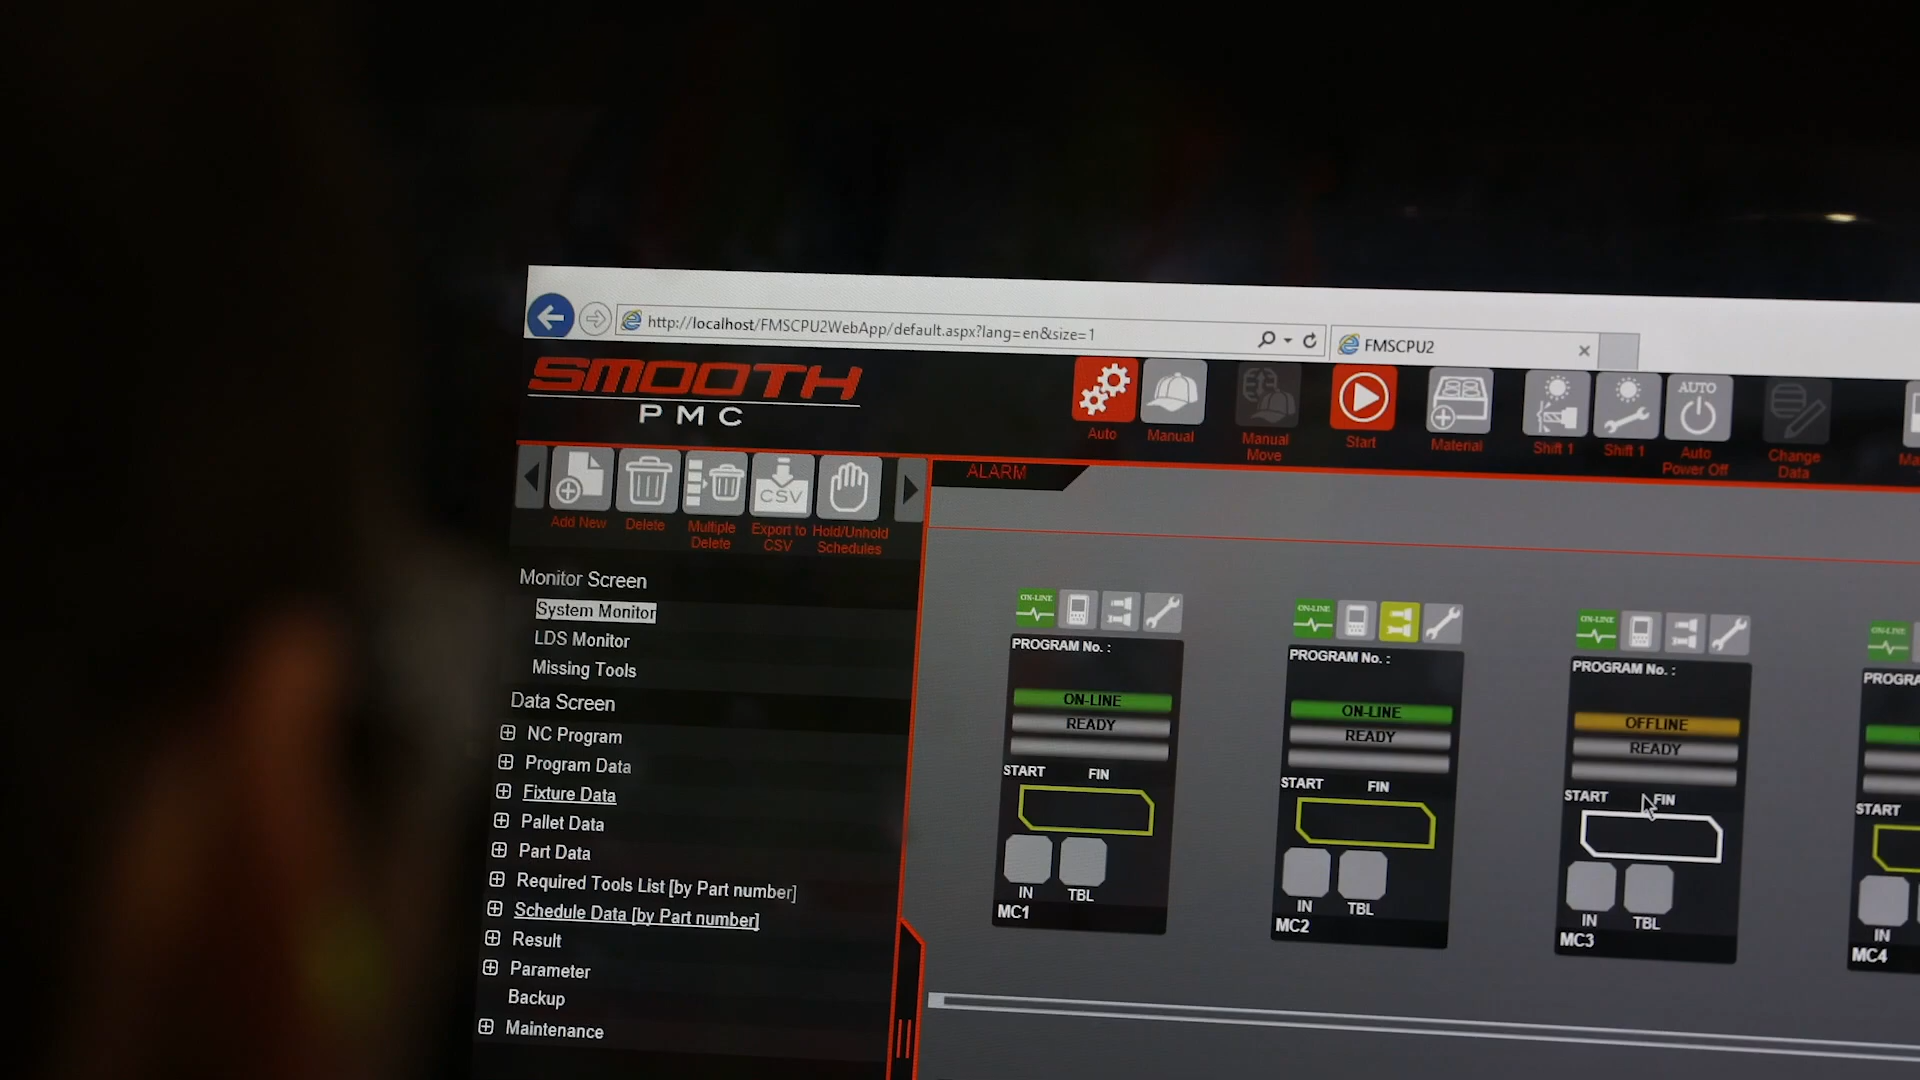 http://localhost/FMSCPU2WebApp/default.aspx?lang=en&size=1
FMSCPU2
SMOOTH
PMC
Auto
Manual
Manual Move
Start
Material
Shift 1
Shift 1
AUTO
Auto Power Off
Change Data
CSV
Add New
Delete
Multiple Delete
Export to CSV
Hold/Unhold Schedules
ALARM
Monitor Screen
System Monitor
LDS Monitor
Missing Tools
Data Screen
NC Program
Program Data
Fixture Data
Pallet Data
Part Data
Required Tools List [by Part number]
Schedule Data [by Part number]
Result
Parameter
Backup
Maintenance
ON-LINE
PROGRAM No. :
ON-LINE
READY
START FIN
IN TBL
MC1
ON-LINE
PROGRAM No. :
ON-LINE
READY
START FIN
IN TBL
MC2
ON-LINE
PROGRAM No. :
OFFLINE
READY
START FIN
IN TBL
MC3
ON-LINE
START
IN
MC4